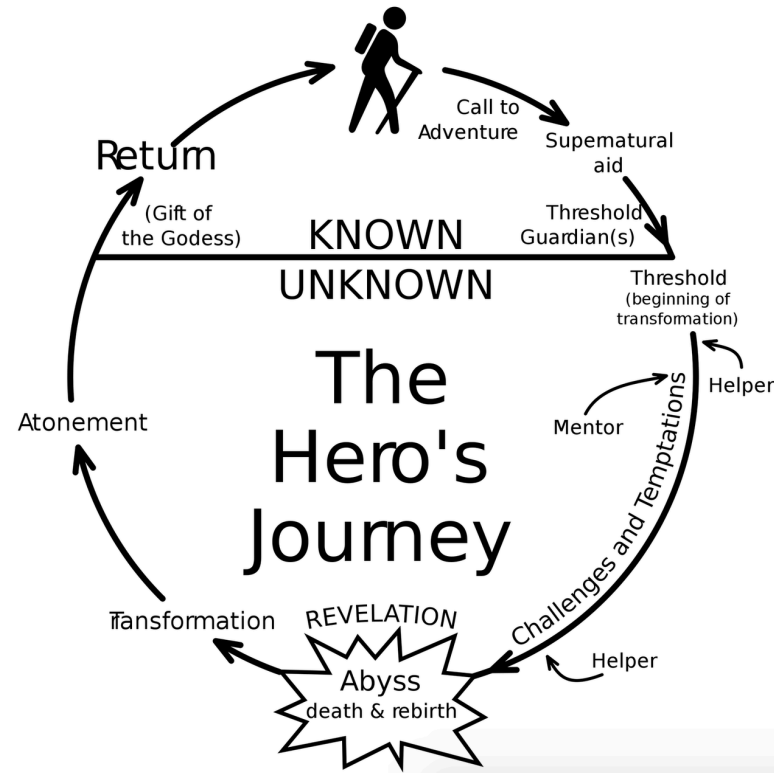 Call to
Adventure
Supernatural
aid
Return
(Gift of
the Godess)
Threshold
Guardian(s)
KNOWN
UNKNOWN
Threshold
(beginning of
transformation)
Helper
Mentor
Challenges and Temptations
The
Hero's
Journey
Atonement
Transformation
REVELATION
Abyss
death & rebirth
Helper